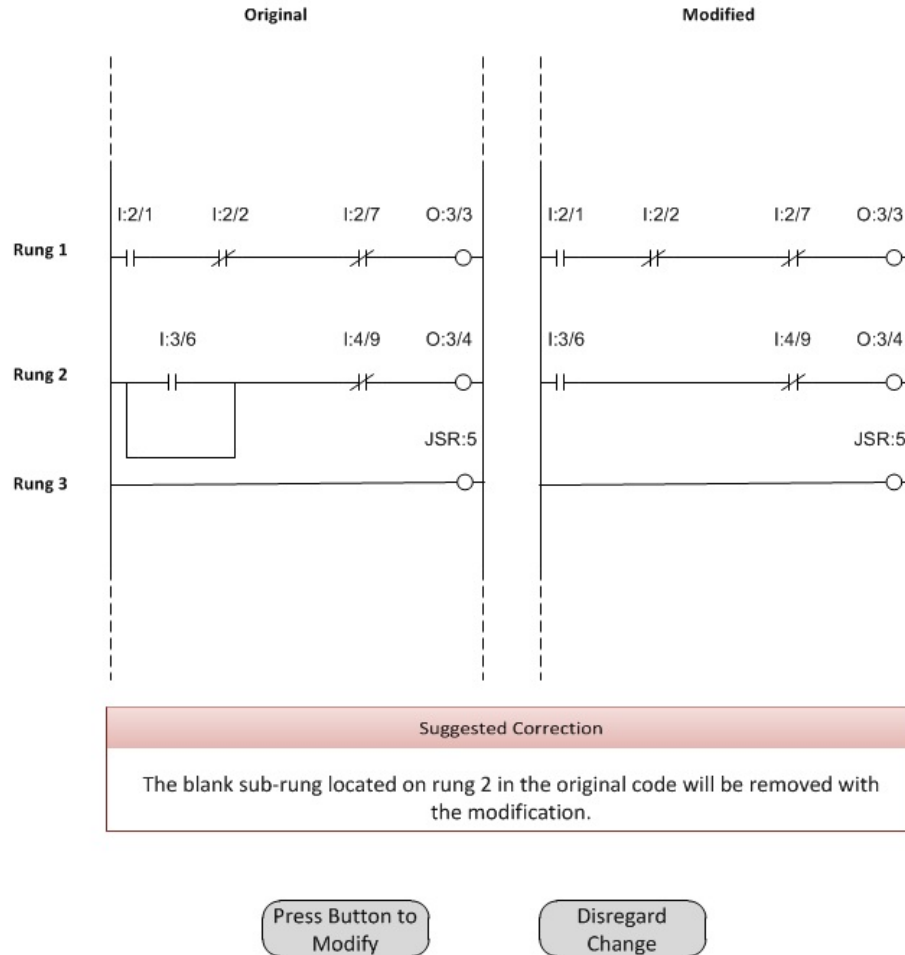 Original Modified
I:2/1 I:2/2 I:2/7 O:3/3 I:2/1 I:2/2 I:2/7 O:3/3
Rung 1
I:3/6 I:4/9 O:3/4 I:3/6 I:4/9 O:3/4
Rung 2
JSR:5 JSR:5
Rung 3
Suggested Correction
The blank sub-rung located on rung 2 in the original code will be removed with
the modification.
Press Button to Disregard
Modify Change